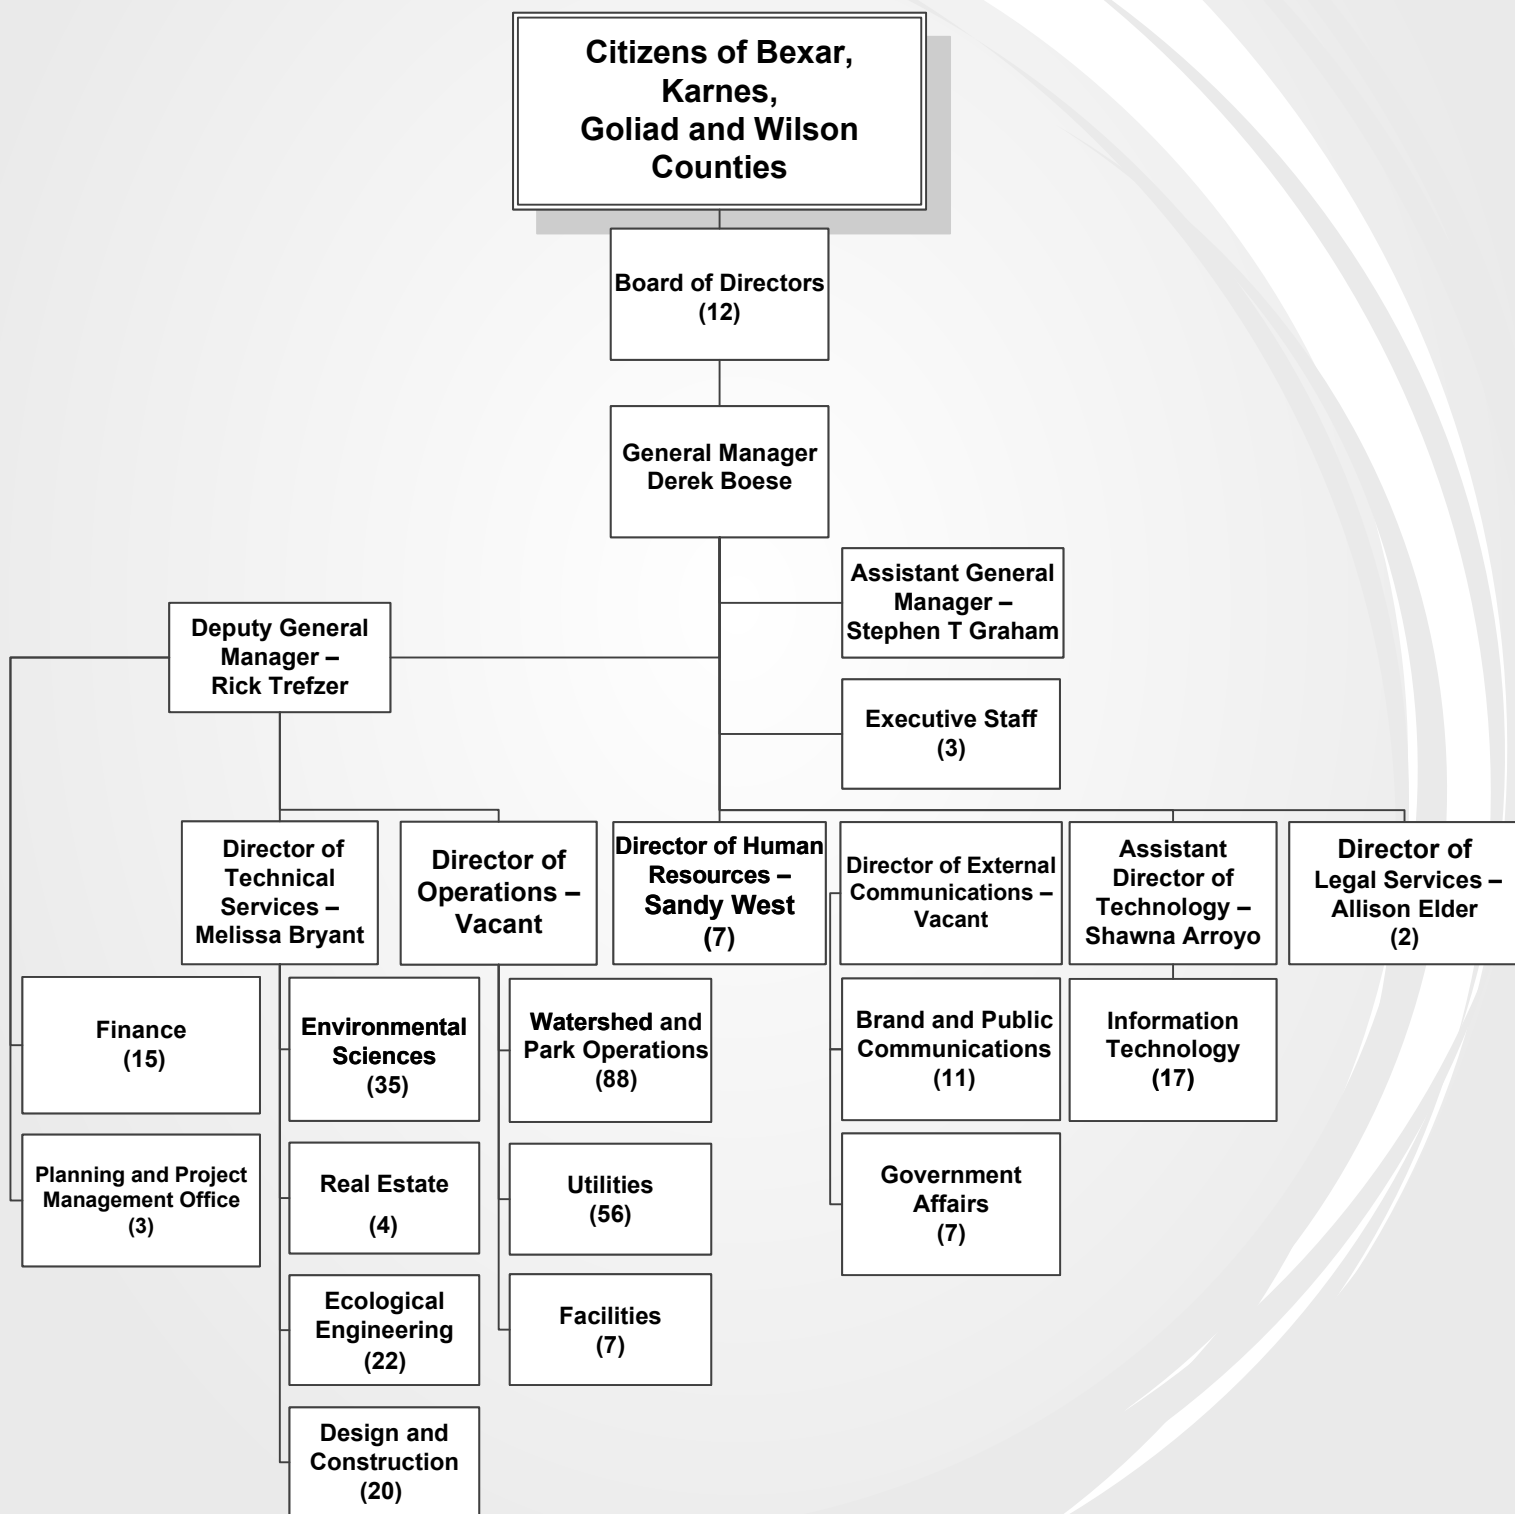 Citizens of Bexar,
Karnes,
Goliad and Wilson
Counties
Board of Directors
(12)
General Manager
Derek Boese
Assistant General
Manager –
Stephen T Graham
Deputy General
Manager –
Rick Trefzer
Executive Staff
(3)
Director of
Technical
Services –
Melissa Bryant
Director of
Operations –
Vacant
Director of Human
Resources –
Sandy West
(7)
Director of External
Communications –
Vacant
Assistant
Director of
Technology –
Shawna Arroyo
Director of
Legal Services –
Allison Elder
(2)
Finance
(15)
Environmental
Sciences
(35)
Watershed and
Park Operations
(88)
Brand and Public
Communications
(11)
Information
Technology
(17)
Planning and Project
Management Office
(3)
Real Estate
(4)
Utilities
(56)
Government
Affairs
(7)
Ecological
Engineering
(22)
Facilities
(7)
Design and
Construction
(20)